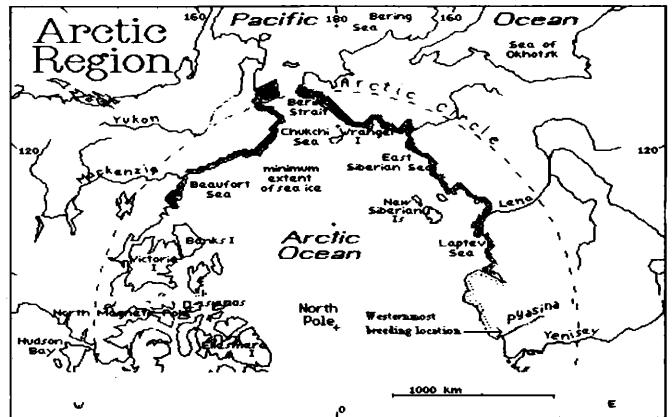 160 Pacific 180 Bering Sea 160 Ocean
Arctic
Region
Sea of
Okhotsk
Arctic Circle
Yukon
Bering
Strait
Chukchi
Sea
Wrangel
I
120
120
Mackenzie
East
Siberian Sea
minimum
extent
of sea ice
Beaufort
Sea
New
Siberian
Is
Lena
Banks I
Arctic
Ocean
Laptev
Sea
Victoria
I
North Magnetic Pole
North
Pole
+
Westernmost
breeding location
pyasina
Yenisey
Hudson
Bay
Ellesmere
I
1000 km
W
0
E